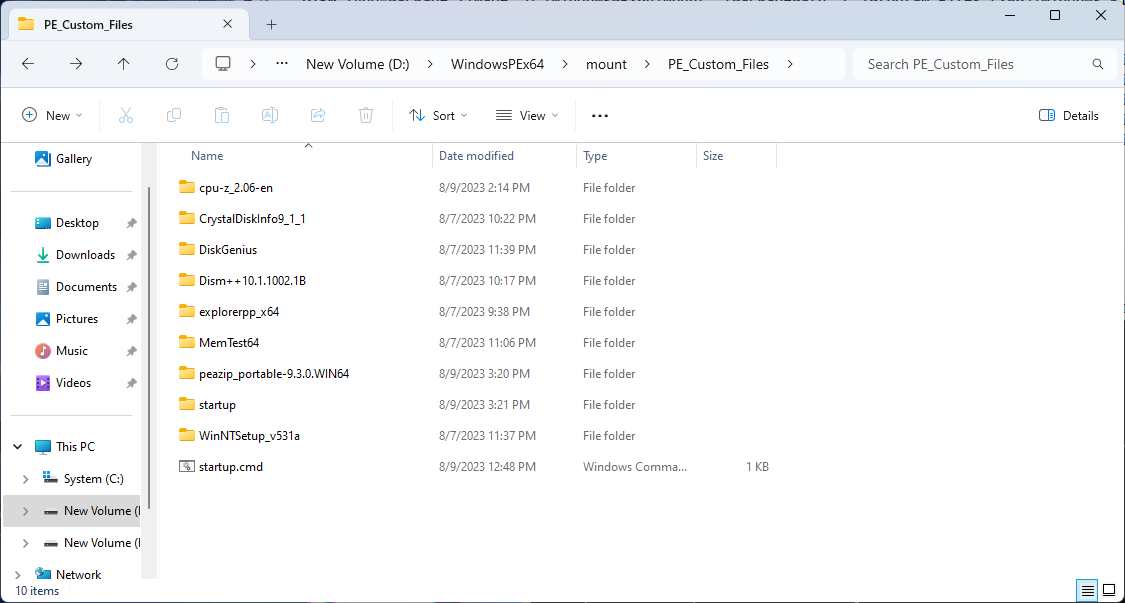 PE_Custom_Files
New Volume (D:) WindowsPEx64 mount PE_Custom_Files
Search PE_Custom_Files
New Sort View Details
Gallery
Desktop
Downloads
Documents
Pictures
Music
Videos
This PC
System (C:)
New Volume (
New Volume (
Network
Name Date modified Type Size
cpu-z_2.06-en 8/9/2023 2:14 PM File folder
CrystalDiskInfo9_1_1 8/7/2023 10:22 PM File folder
DiskGenius 8/7/2023 11:39 PM File folder
Dism++10.1.1002.1B 8/7/2023 10:17 PM File folder
explorerpp_x64 8/7/2023 9:38 PM File folder
MemTest64 8/7/2023 11:06 PM File folder
peazip_portable-9.3.0.WIN64 8/9/2023 3:20 PM File folder
startup 8/9/2023 3:21 PM File folder
WinNTSetup_v531a 8/7/2023 11:37 PM File folder
startup.cmd 8/9/2023 12:48 PM Windows Comma... 1 KB
10 items